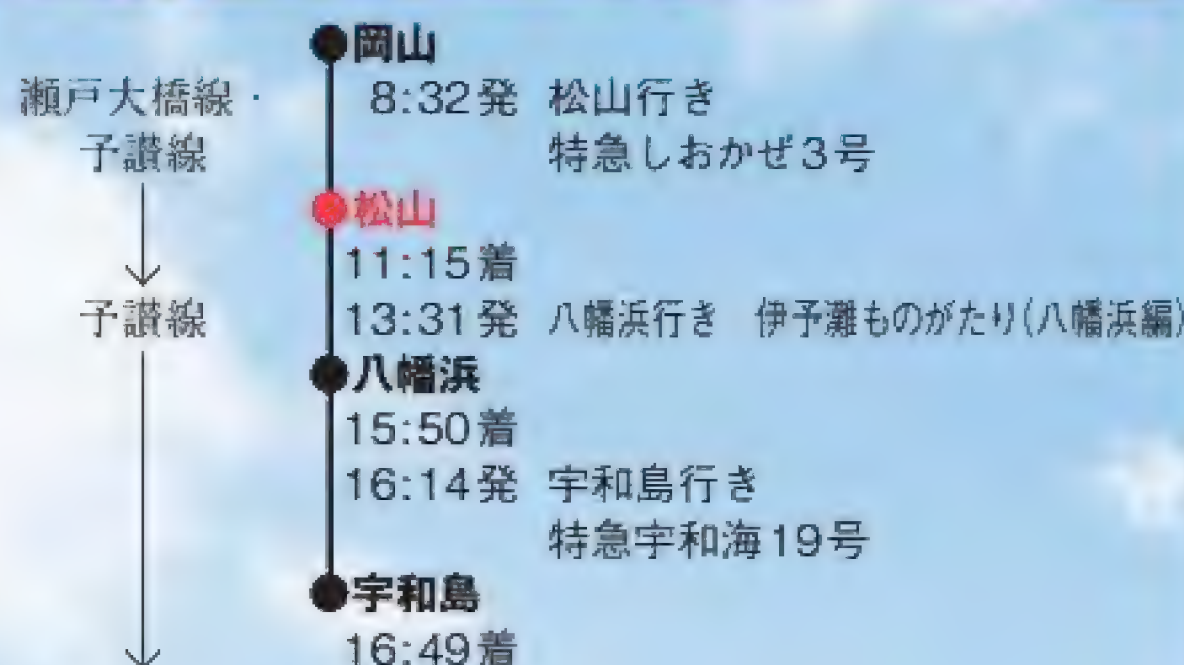 岡山
瀬戸大橋線・
予讃線
8:32発 松山行き
特急しおかぜ3号
松山
11:15着
予讃線
13:31発 八幡浜行き 伊予灘ものがたり(八幡浜編)
八幡浜
15:50着
16:14発 宇和島行き
特急宇和海19号
宇和島
16:49着